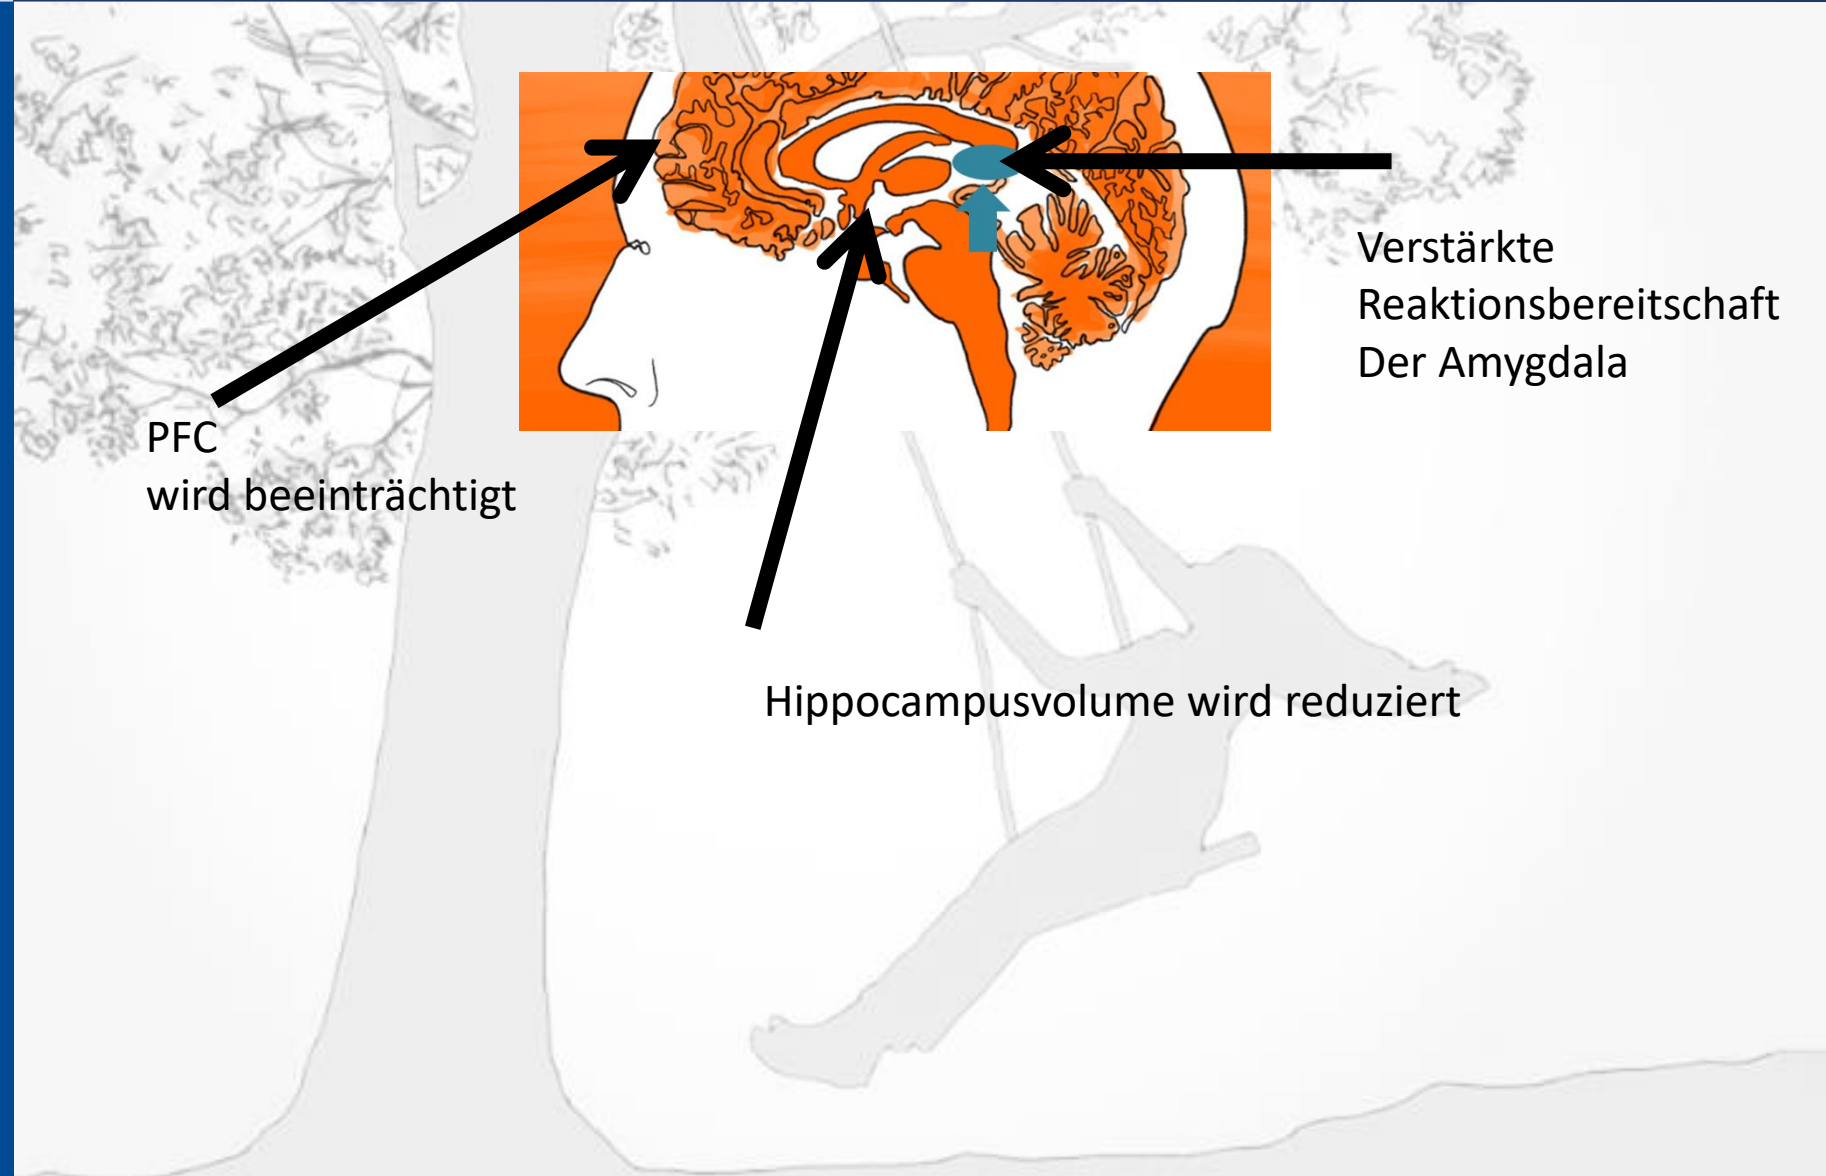 Verstärkte
Reaktionsbereitschaft
Der Amygdala
PFC
wird beeinträchtigt
Hippocampusvolume wird reduziert